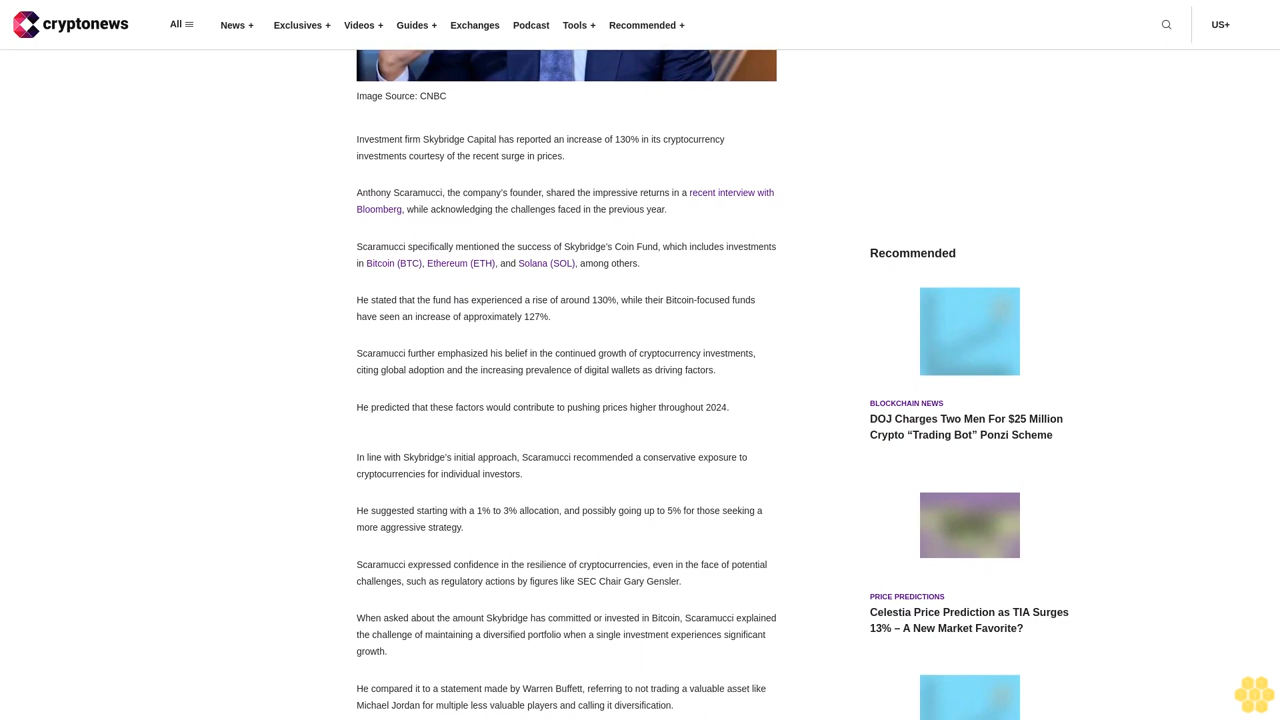 cryptonews
All
News +
Exclusives +
Videos +
Guides +
Exchanges
Podcast
Tools +
Recommended +
US+
Image Source: CNBC
Investment firm Skybridge Capital has reported an increase of 130% in its cryptocurrency
investments courtesy of the recent surge in prices.
Anthony Scaramucci, the company’s founder, shared the impressive returns in a recent interview with
Bloomberg, while acknowledging the challenges faced in the previous year.
Scaramucci specifically mentioned the success of Skybridge’s Coin Fund, which includes investments
in Bitcoin (BTC), Ethereum (ETH), and Solana (SOL), among others.
He stated that the fund has experienced a rise of around 130%, while their Bitcoin-focused funds
have seen an increase of approximately 127%.
Scaramucci further emphasized his belief in the continued growth of cryptocurrency investments,
citing global adoption and the increasing prevalence of digital wallets as driving factors.
He predicted that these factors would contribute to pushing prices higher throughout 2024.
In line with Skybridge’s initial approach, Scaramucci recommended a conservative exposure to
cryptocurrencies for individual investors.
He suggested starting with a 1% to 3% allocation, and possibly going up to 5% for those seeking a
more aggressive strategy.
Scaramucci expressed confidence in the resilience of cryptocurrencies, even in the face of potential
challenges, such as regulatory actions by figures like SEC Chair Gary Gensler.
When asked about the amount Skybridge has committed or invested in Bitcoin, Scaramucci explained
the challenge of maintaining a diversified portfolio when a single investment experiences significant
growth.
He compared it to a statement made by Warren Buffett, referring to not trading a valuable asset like
Michael Jordan for multiple less valuable players and calling it diversification.
Recommended
BLOCKCHAIN NEWS
DOJ Charges Two Men For $25 Million
Crypto “Trading Bot” Ponzi Scheme
PRICE PREDICTIONS
Celestia Price Prediction as TIA Surges
13% – A New Market Favorite?